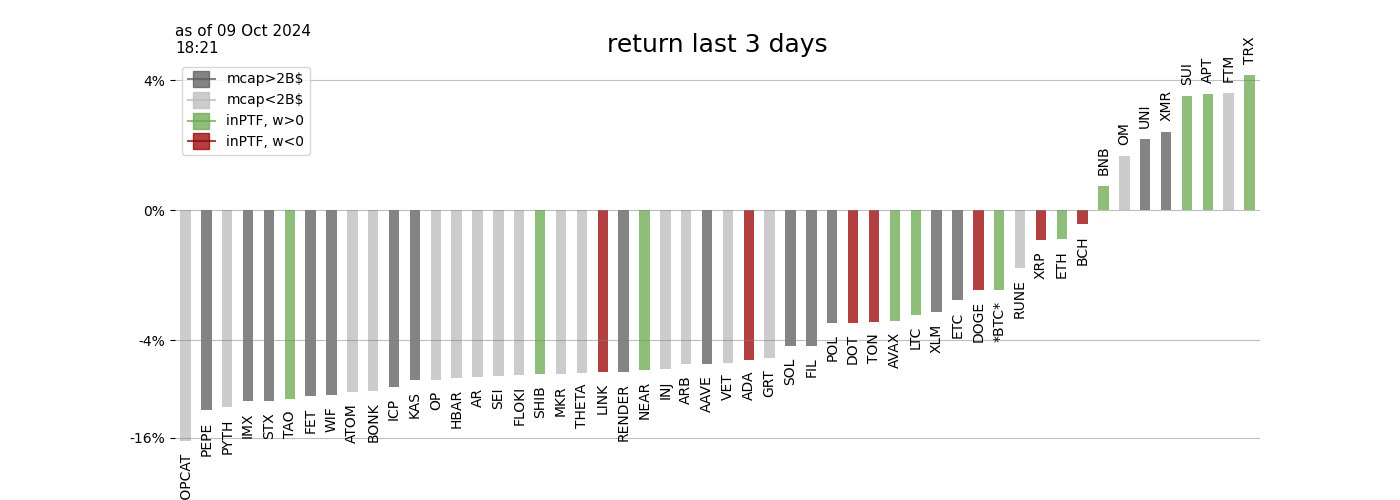 as of 09 Oct 2024
18:21
return last 3 days
mcap>2B$
mcap<2B$
inPTF, w>0
inPTF, w<0
4%
0%
-4%
-16%
OPCAT
PEPE
PYTH
IMX
STX
TAO
FET
WIF
ATOM
BONK
ICP
KAS
OP
HBAR
AR
SEI
FLOKI
SHIB
MKR
THETA
LINK
RENDER
NEAR
INJ
ARB
AAVE
VET
ADA
GRT
SOL
FIL
POL
DOT
TON
AVAX
LTC
XLM
ETC
DOGE
*BTC*
RUNE
XRP
ETH
BCH
BNB
OM
UNI
XMR
SUI
APT
FTM
TRX